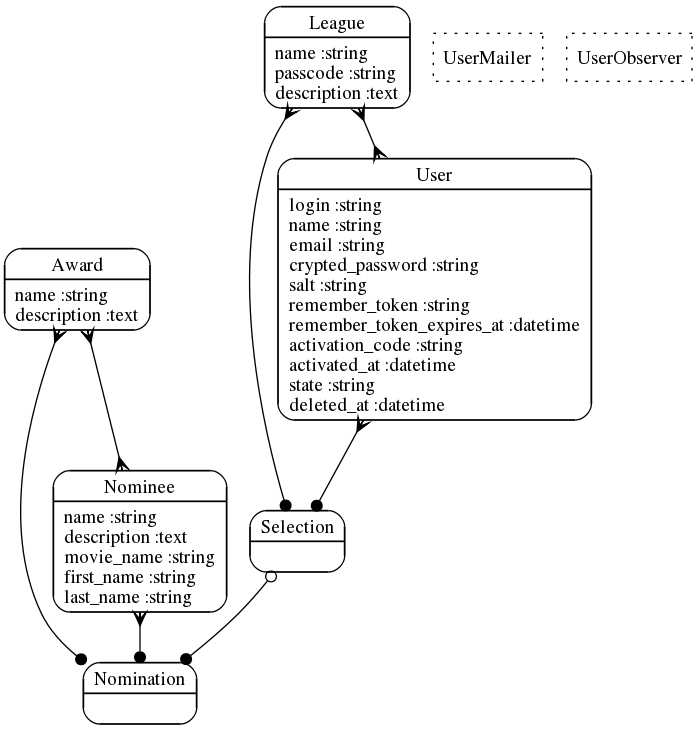 League
name :string
passcode :string
description :text
UserMailer
UserObserver
User
login :string
name :string
email :string
crypted_password :string
salt :string
remember_token :string
remember_token_expires_at :datetime
activation_code :string
activated_at :datetime
state :string
deleted_at :datetime
Award
name :string
description :text
Nominee
name :string
description :text
movie_name :string
first_name :string
last_name :string
Selection
Nomination